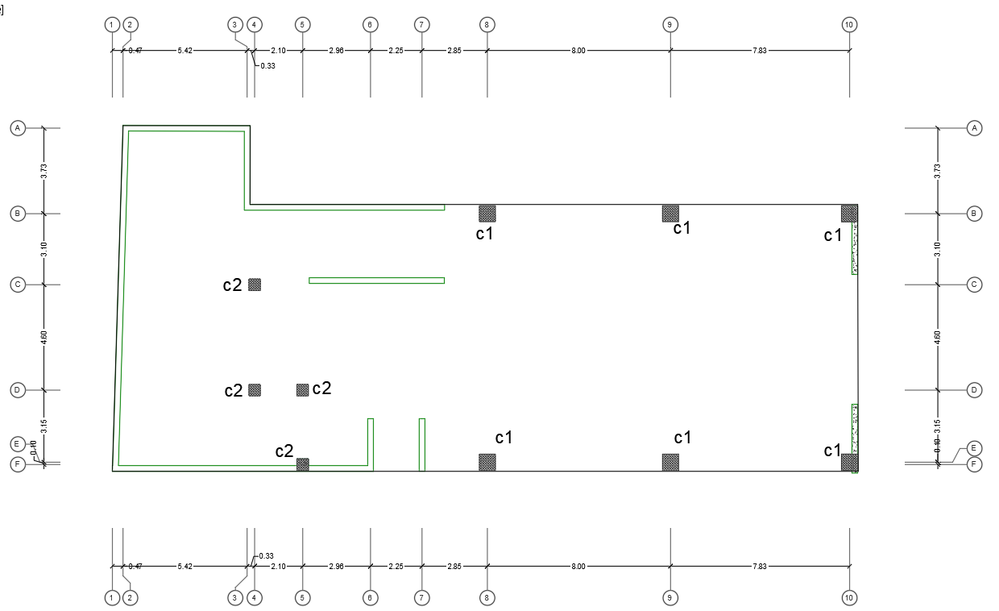 e]
1 2 3 4 5 6 7 8 9 10
0.47 5.42 2.10 2.96 2.25 2.85 8.00 7.83
0.33
A A
3.73 3.73
B B
c1 c1 c1
3.10 3.10
C c2 C
4.60 4.60
D c2 c2 D
3.15 3.15
c1 c1 c1
E 0.10 c2 0.10 E
F F
0.33
0.47 5.42 2.10 2.96 2.25 2.85 8.00 7.83
1 2 3 4 5 6 7 8 9 10